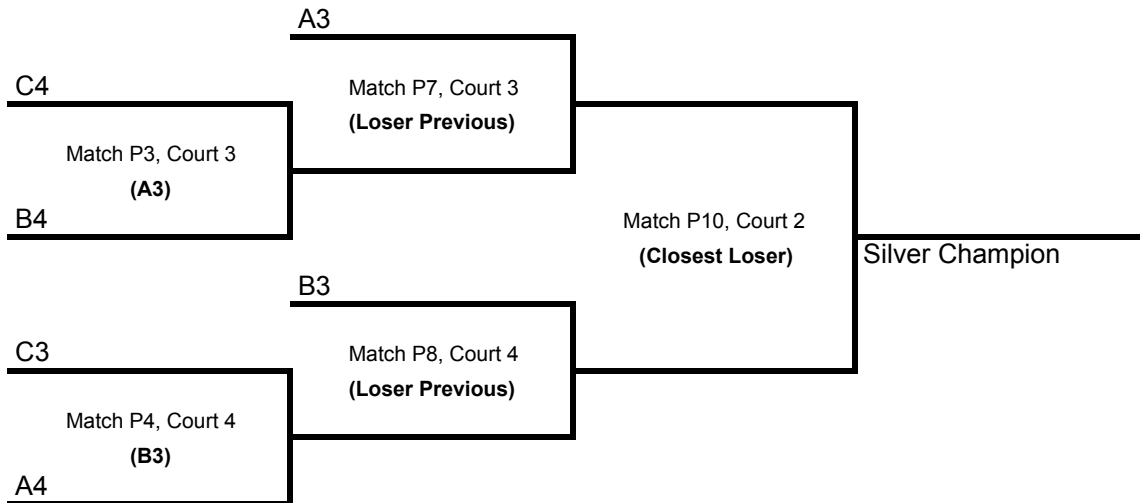 A3
C4
Match P7, Court 3
(Loser Previous)
Match P3, Court 3
(A3)
B4
Match P10, Court 2
(Closest Loser)
Silver Champion
B3
C3
Match P8, Court 4
(Loser Previous)
Match P4, Court 4
(B3)
A4